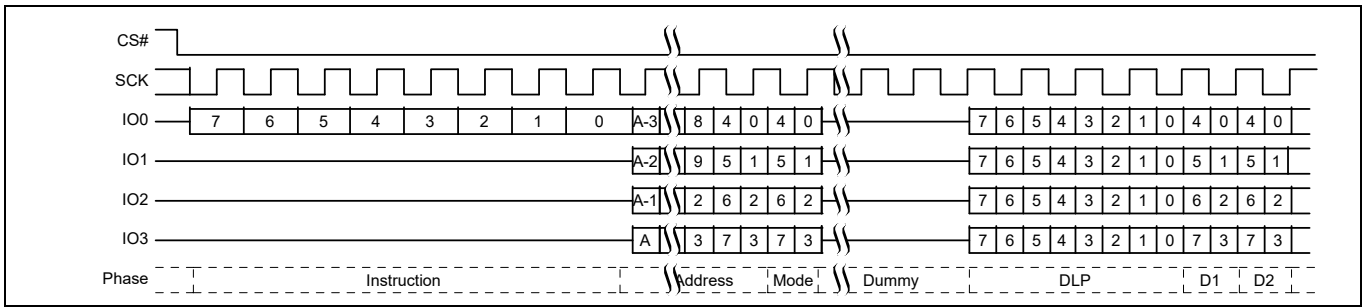 CS#
SCK
IO0 7 6 5 4 3 2 1 0 A-3 8 4 0 4 0 7 6 5 4 3 2 1 0 4 0 4 0
IO1 A-2 9 5 1 5 1 7 6 5 4 3 2 1 0 5 1 5 1
IO2 A-1 2 6 2 6 2 7 6 5 4 3 2 1 0 6 2 6 2
IO3 A 3 7 3 7 3 7 6 5 4 3 2 1 0 7 3 7 3
Phase Instruction Address Mode Dummy DLP D1 D2